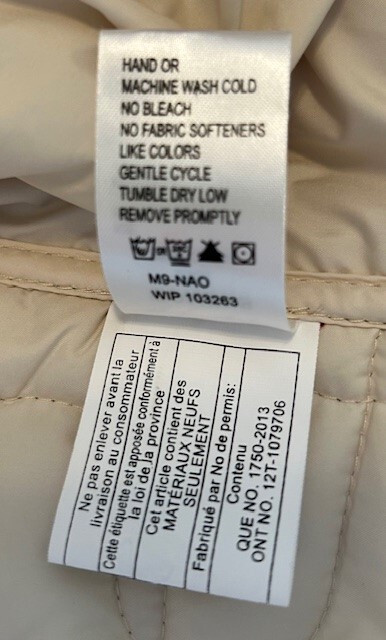 HAND OR
MACHINE WASH COLD
NO BLEACH
NO FABRIC SOFTENERS
LIKE COLORS
GENTLE CYCLE
TUMBLE DRY LOW
REMOVE PROMPTLY
OR
M9-NAO
WIP 103263
Ne pas enlever avant la
livraison au consommateur
Cette étiquette est apposée conformément à
la loi de la province
Cet article contient des
MATÉRIAUX NEUFS
SEULEMENT
Fabriqué par No de permis:
Contenu
QUE NO. 1750-2013
ONT NO. 12T-1079706